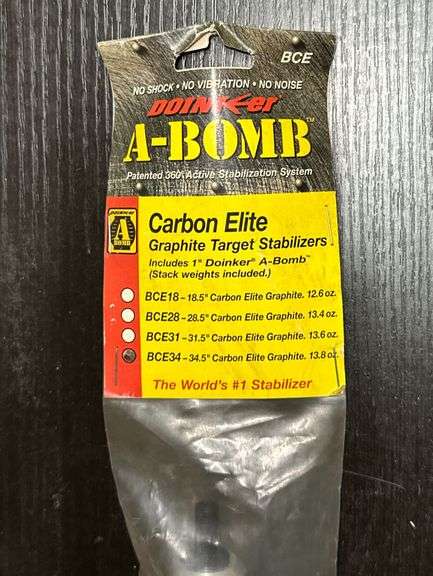 BCE
NO SHOCK • NO VIBRATION • NO NOISE
DOINKer
A-BOMB™
Patented 360° Active Stabilization System
DOINKER
A
BOMB
Carbon Elite
Graphite Target Stabilizers
Includes 1" Doinker® A-Bomb™
(Stack weights included.)
BCE18 – 18.5" Carbon Elite Graphite. 12.6 oz.
BCE28 – 28.5" Carbon Elite Graphite. 13.4 oz.
BCE31 – 31.5" Carbon Elite Graphite. 13.6 oz.
BCE34 – 34.5" Carbon Elite Graphite. 13.8 oz.
The World's #1 Stabilizer